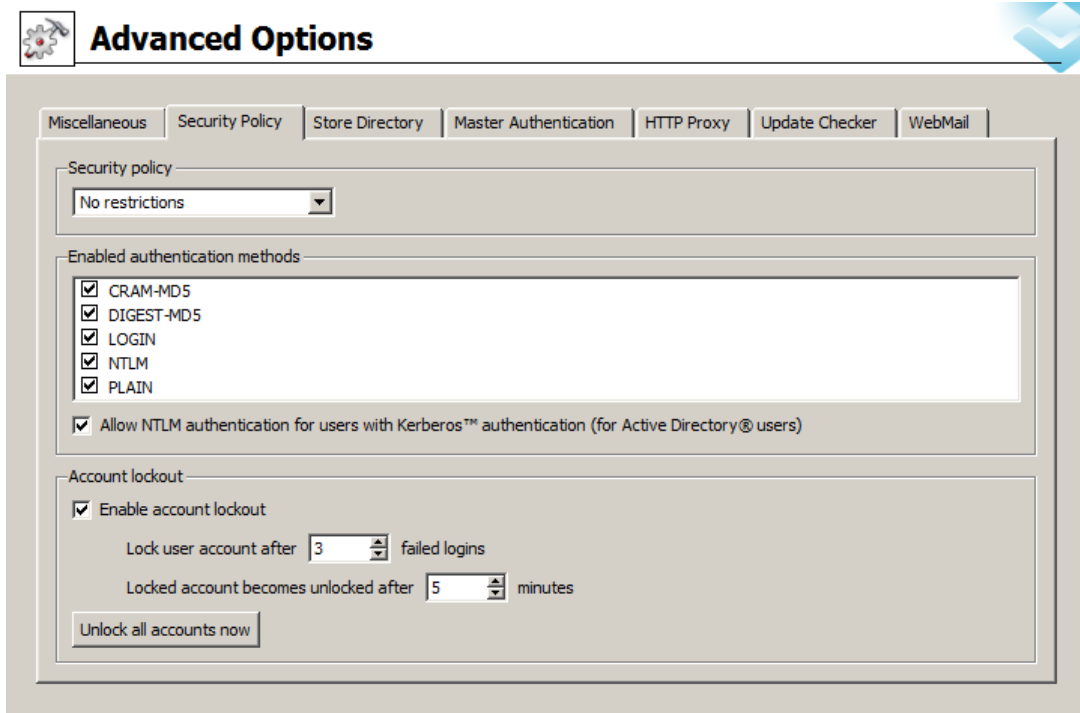 Advanced Options
Miscellaneous Security Policy Store Directory Master Authentication HTTP Proxy Update Checker WebMail
Security policy
No restrictions
Enabled authentication methods
CRAM-MD5
DIGEST-MD5
LOGIN
NTLM
PLAIN
Allow NTLM authentication for users with Kerberos™ authentication (for Active Directory® users)
Account lockout
Enable account lockout
Lock user account after 3 failed logins
Locked account becomes unlocked after 5 minutes
Unlock all accounts now